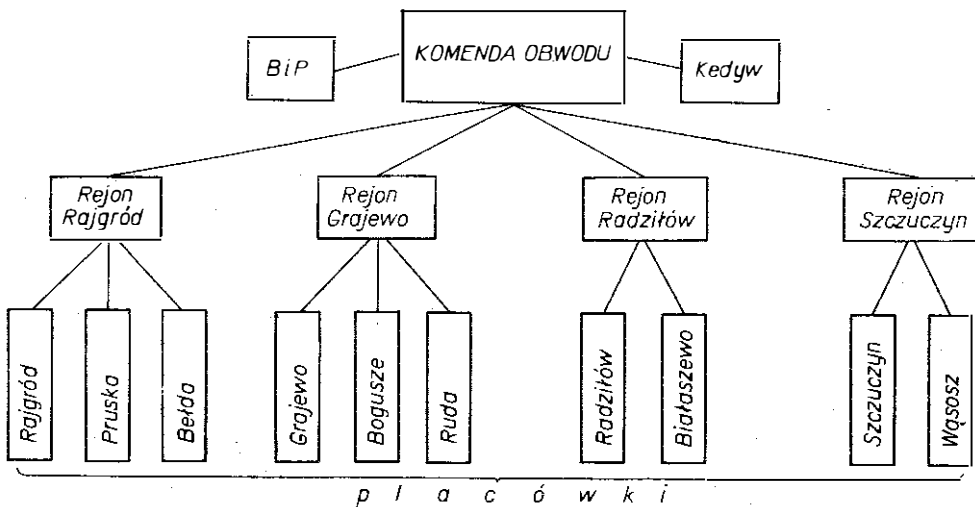 BiP
KOMENDA OBWODU
Kedyw
Rejon
Rajgród
Rejon
Grajewo
Rejon
Radziłów
Rejon
Szczuczyn
Rajgród
Pruska
Bełda
Grajewo
Bogusze
Ruda
Radziłów
Białaszewo
Szczuczyn
Wąsosz
placówki